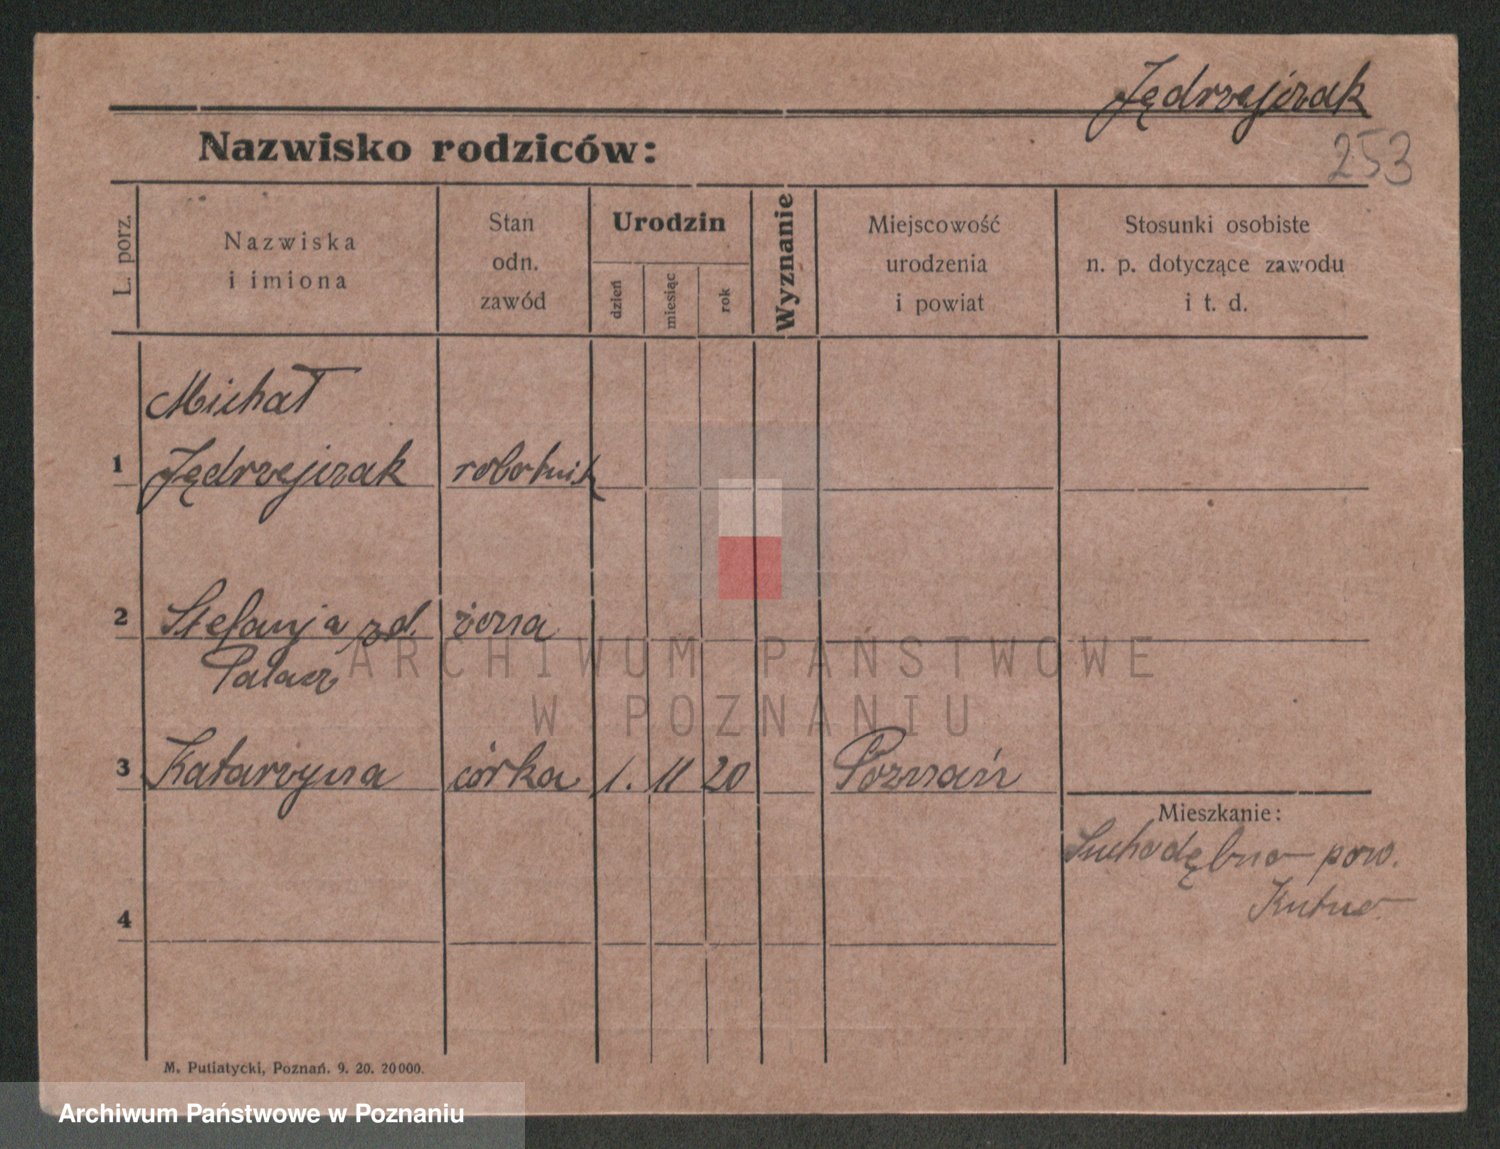 Jędrzejczak
253
Nazwisko rodziców:
L. porz.
Nazwiska
i imiona
Stan
odn.
zawód
Urodzin
dzień
miesiąc
rok
Wyznanie
Miejscowość
urodzenia
i powiat
Stosunki osobiste
n. p. dotyczące zawodu
i t. d.
Michał
1 Jędrzejczak robotnik
2 Stefanja zd. żona
Palacz
3 Katarzyna córka 1. 11 20 Poznań
Mieszkanie:
Suchodębno pow.
Kutno
4
M. Putiatycki, Poznań. 9. 20. 20000.
ARCHIWUM PAŃSTWOWE
W POZNANIU
Archiwum Państwowe w Poznaniu